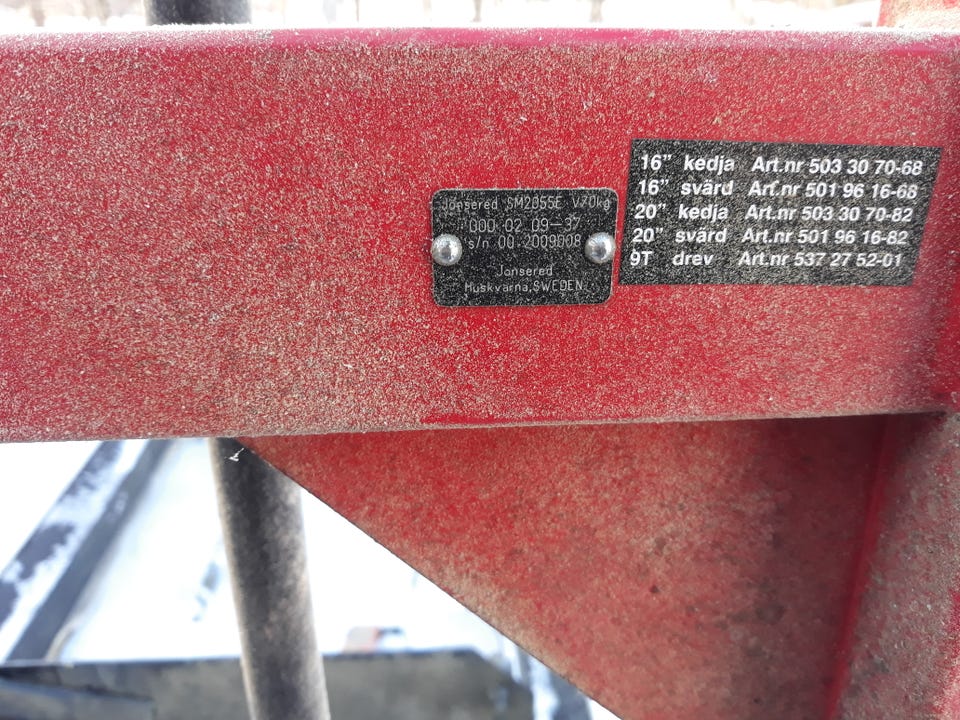 Jonsered SM2055E V70kg
000 02 09-37
s/n 00.2009008
Jonsered
Huskvarna, SWEDEN
16" kedja Art.nr 503 30 70-68
16" svärd Art.nr 501 96 16-68
20" kedja Art.nr 503 30 70-82
20" svärd Art.nr 501 96 16-82
9T drev Art.nr 537 27 52-01